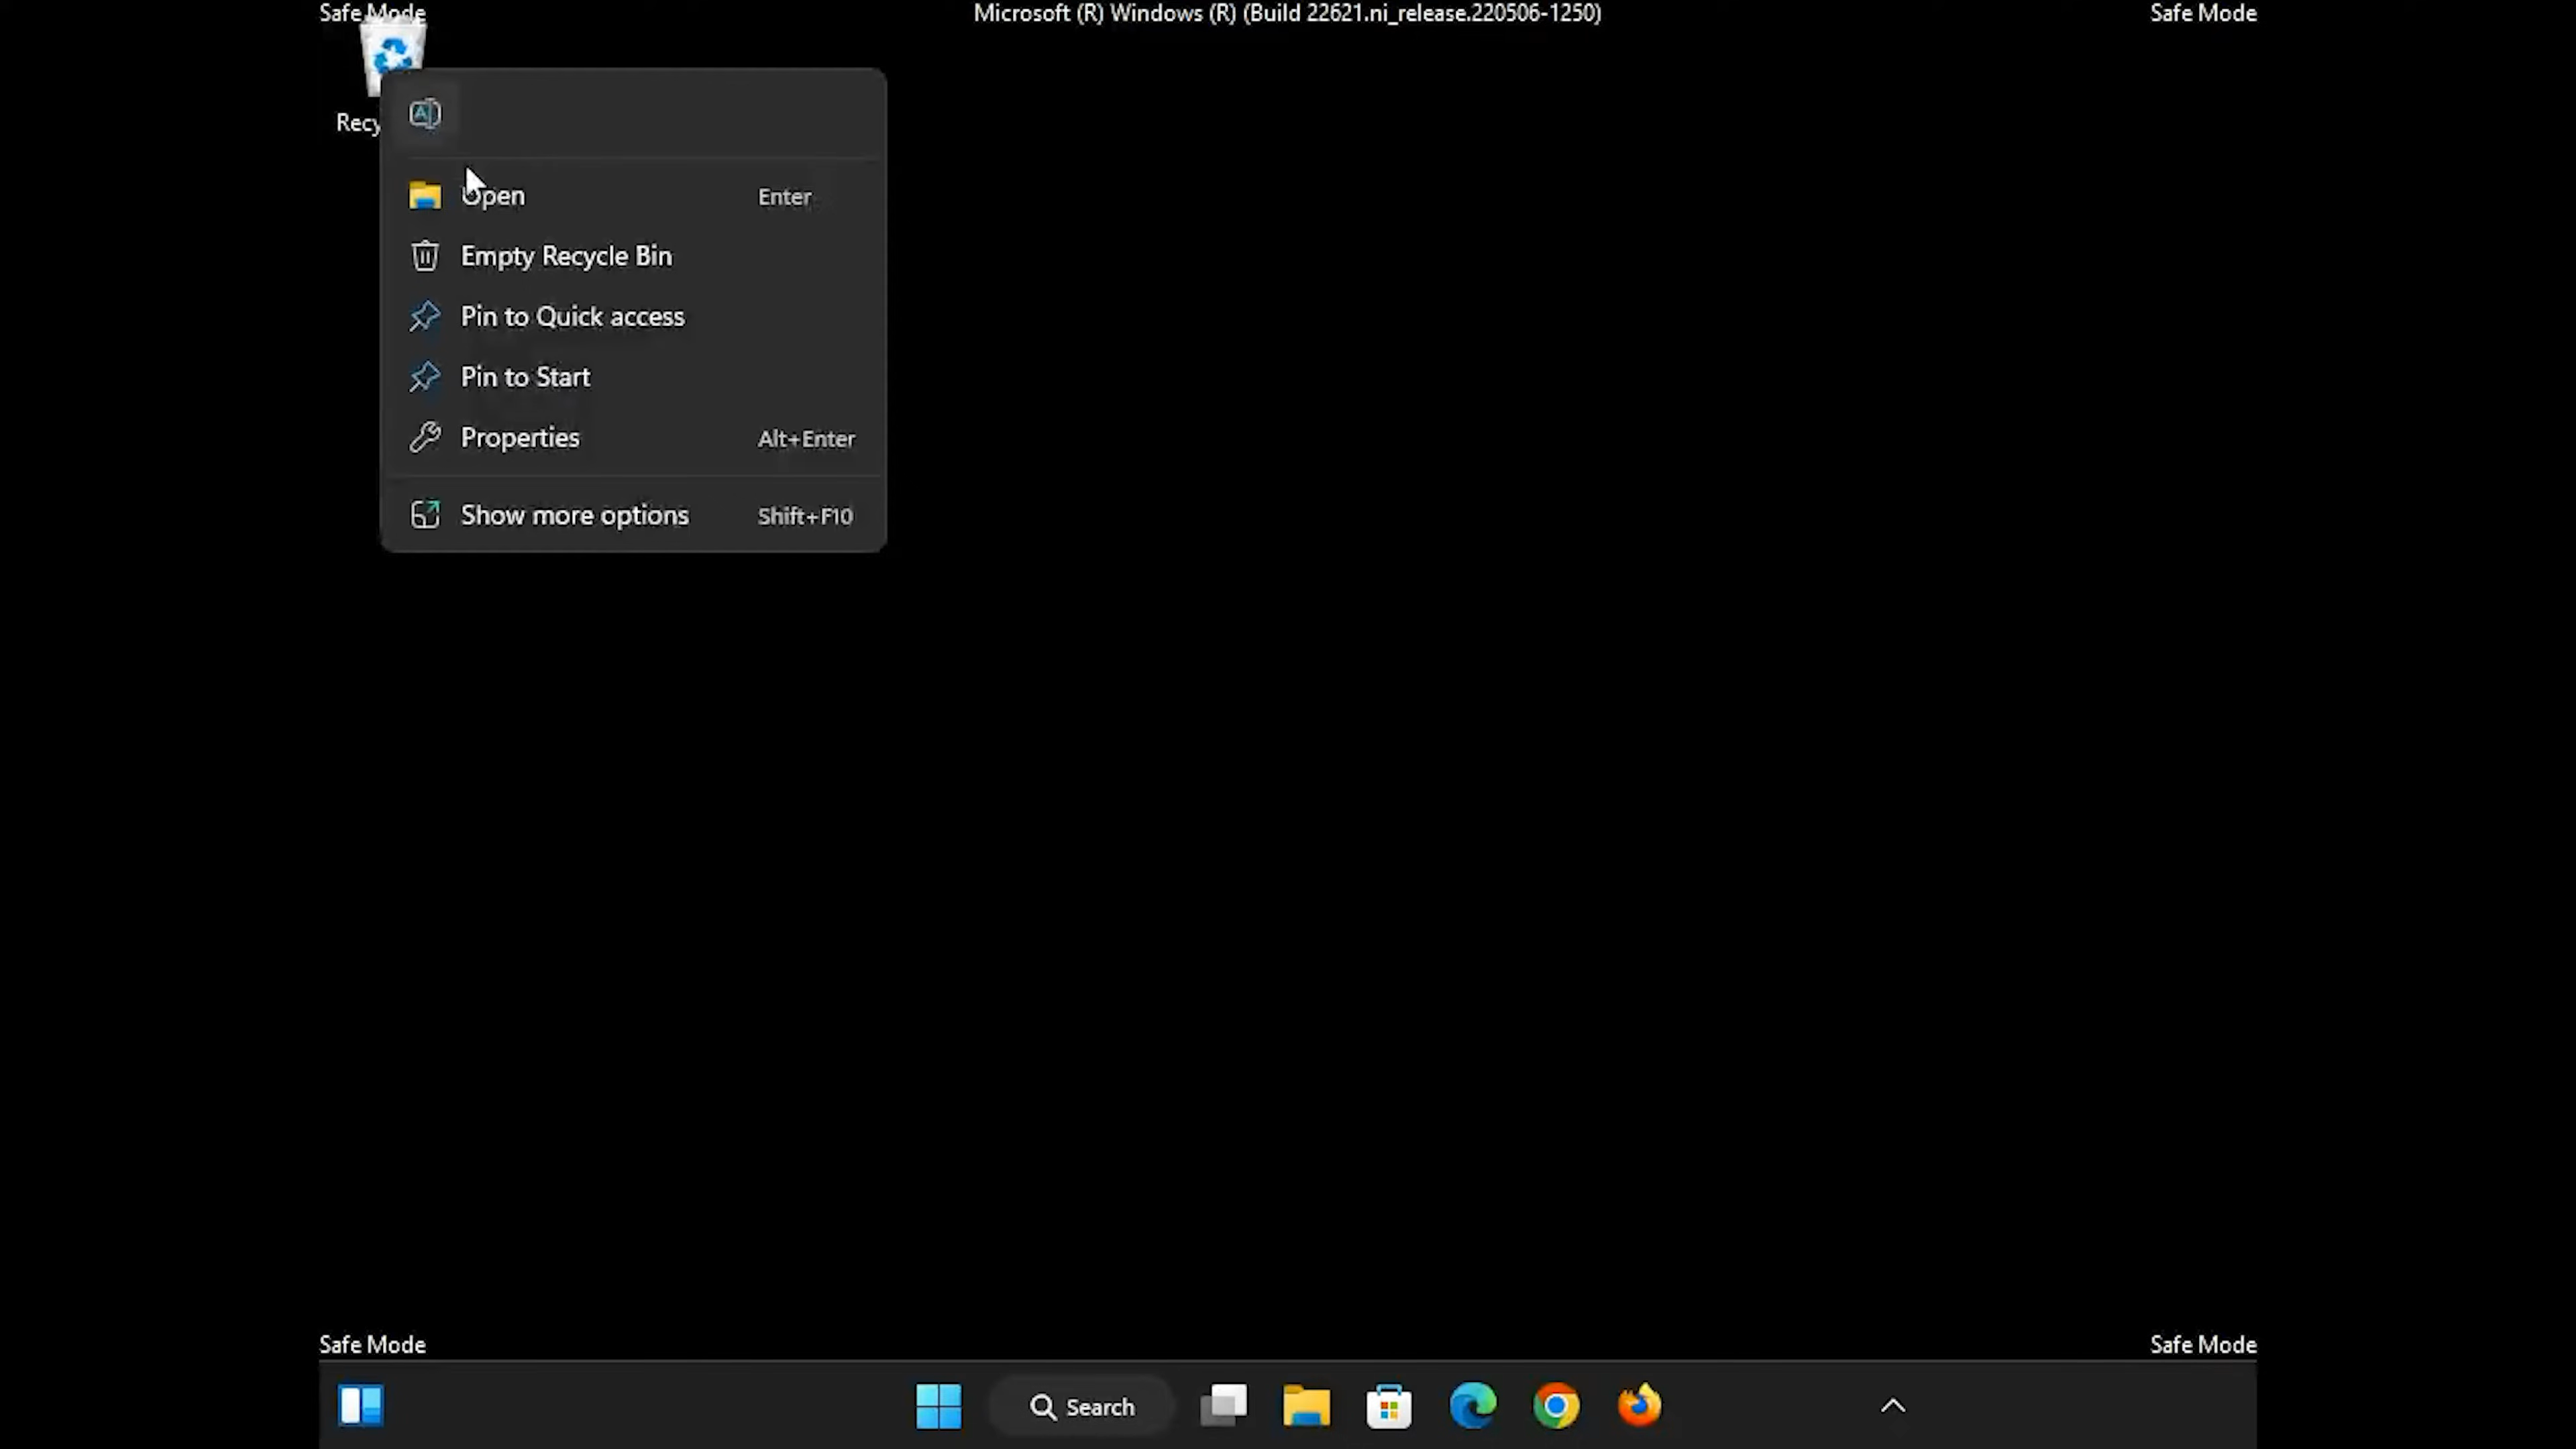 Safe Mode
Microsoft (R) Windows (R) (Build 22621.ni_release.220506-1250)
Safe Mode
Recy
Open Enter
Empty Recycle Bin
Pin to Quick access
Pin to Start
Properties Alt+Enter
Show more options Shift+F10
Safe Mode
Safe Mode
Search